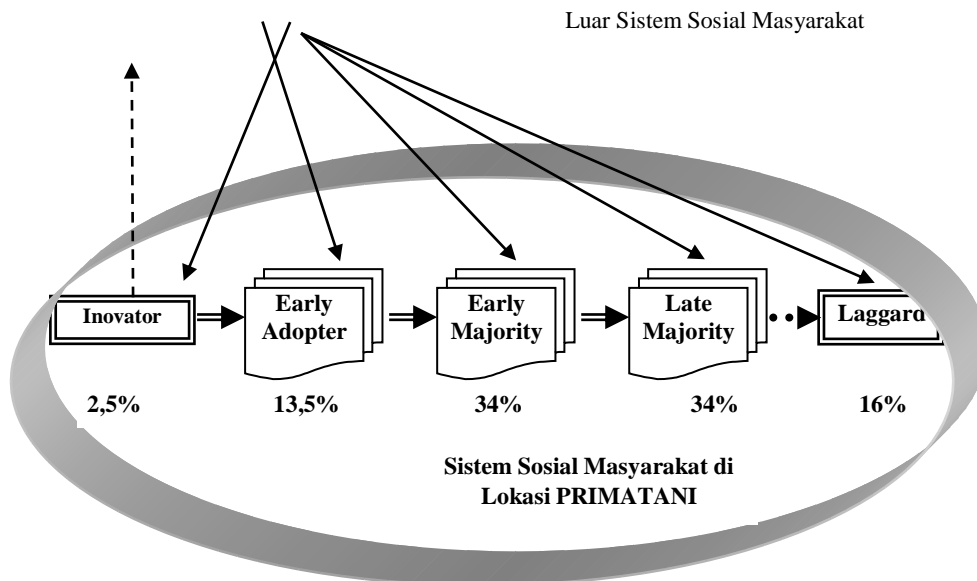 Luar Sistem Sosial Masyarakat
Inovator
Early
Adopter
Early
Majority
Late
Majority
Laggard
2,5%
13,5%
34%
34%
16%
Sistem Sosial Masyarakat di
Lokasi PRIMATANI